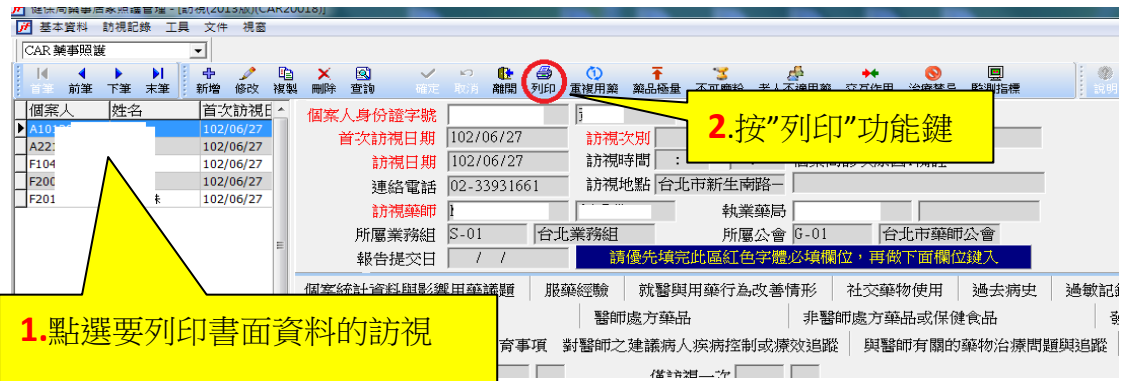 健保局藥事居家照護管理 - [訪視(2013版)(CAR20018)]
基本資料 訪視記錄 工具 文件 視窗
CAR 藥事照護
首筆 前筆 下筆 末筆 新增 修改 複製 刪除 查詢 確定 取消 離開 列印 重複用藥 藥品極量 不可磨粉 老人不適用藥 交互作用 治療禁忌 監測指標 說明
個案人 姓名 首次訪視日
A101 102/06/27
A221 102/06/27
F104 102/06/27
F200 102/06/27
F201 102/06/27
個案人身份證字號
首次訪視日期 102/06/27 訪視次別
訪視日期 102/06/27 訪視時間 :
連絡電話 02-33931661 訪視地點 台北市新生南路一
訪視藥師 執業藥局
所屬業務組 S-01 台北業務組 所屬公會 G-01 台北市藥師公會
報告提交日 / / 請優先填完此區紅色字體必填欄位，再做下面欄位鍵入
2.按”列印”功能鍵
個案統計資料與影響用藥議題 服藥經驗 就醫與用藥行為改善情形 社交藥物使用 過去病史 過敏記錄
醫師處方藥品 非醫師處方藥品或保健食品
育事項 對醫師之建議病人疾病控制或療效追蹤 與醫師有關的藥物治療問題與追蹤
僅訪視一次
1.點選要列印書面資料的訪視